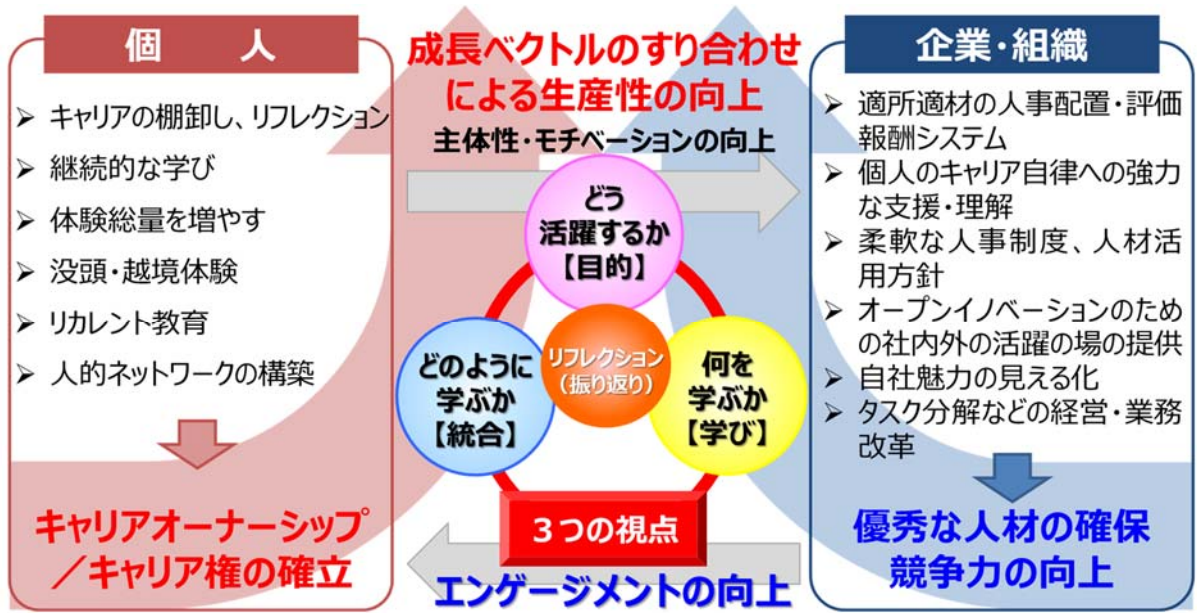 個　人
➢ キャリアの棚卸し、リフレクション
➢ 継続的な学び
➢ 体験総量を増やす
➢ 没頭・越境体験
➢ リカレント教育
➢ 人的ネットワークの構築
キャリアオーナーシップ
／キャリア権の確立
成長ベクトルのすり合わせ
による生産性の向上
主体性・モチベーションの向上
どう
活躍するか
【目的】
どのように
学ぶか
【統合】
リフレクション
（振り返り）
何を
学ぶか
【学び】
３つの視点
エンゲージメントの向上
企業・組織
➢ 適所適材の人事配置・評価
報酬システム
➢ 個人のキャリア自律への強力
な支援・理解
➢ 柔軟な人事制度、人材活
用方針
➢ オープンイノベーションのため
の社内外の活躍の場の提供
➢ 自社魅力の見える化
➢ タスク分解などの経営・業務
改革
優秀な人材の確保
競争力の向上